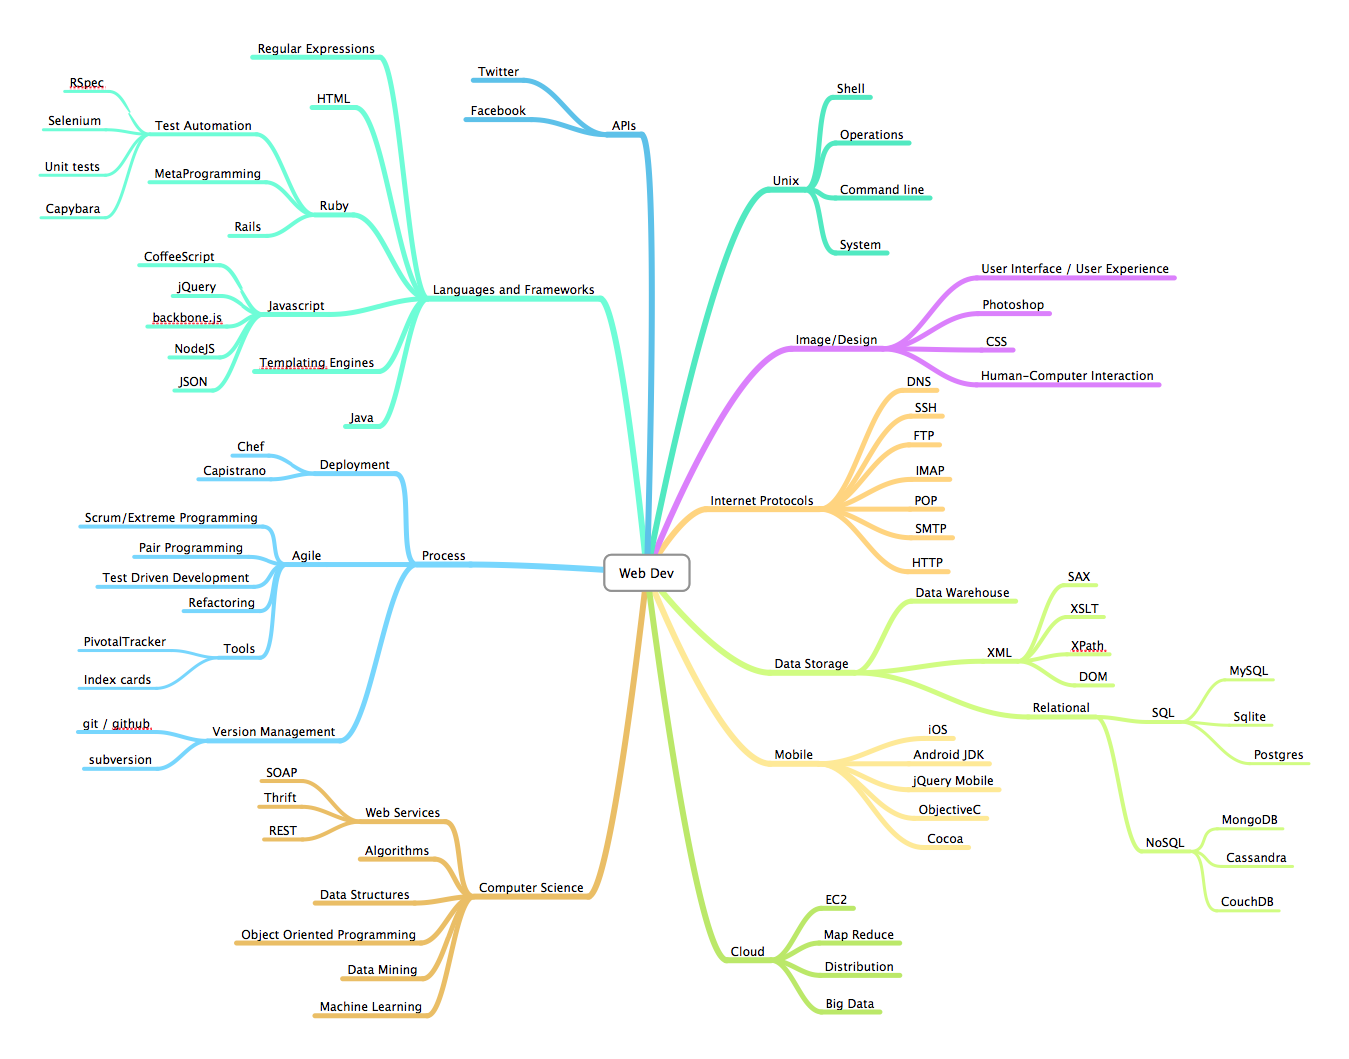 Web Dev
APIs
Twitter
Facebook
Languages and Frameworks
Regular Expressions
HTML
Ruby
Test Automation
RSpec
Selenium
Unit tests
Capybara
MetaProgramming
Rails
Javascript
CoffeeScript
jQuery
backbone.js
NodeJS
JSON
Templating Engines
Java
Process
Deployment
Chef
Capistrano
Agile
Scrum/Extreme Programming
Pair Programming
Test Driven Development
Refactoring
Tools
PivotalTracker
Index cards
Version Management
git / github
subversion
Computer Science
Web Services
SOAP
Thrift
REST
Algorithms
Data Structures
Object Oriented Programming
Data Mining
Machine Learning
Unix
Shell
Operations
Command line
System
Image/Design
User Interface / User Experience
Photoshop
CSS
Human-Computer Interaction
Internet Protocols
DNS
SSH
FTP
IMAP
POP
SMTP
HTTP
Data Storage
Data Warehouse
XML
SAX
XSLT
XPath
DOM
Relational
SQL
MySQL
Sqlite
Postgres
NoSQL
MongoDB
Cassandra
CouchDB
Mobile
iOS
Android JDK
jQuery Mobile
ObjectiveC
Cocoa
Cloud
EC2
Map Reduce
Distribution
Big Data